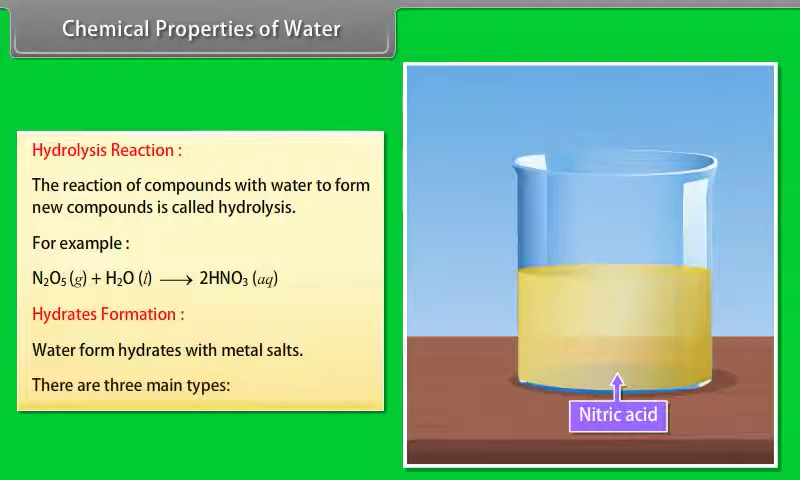 Chemical Properties of Water
Hydrolysis Reaction :
The reaction of compounds with water to form
new compounds is called hydrolysis.
For example :
N₂O₅ (g) + H₂O (l) ⟶ 2HNO₃ (aq)
Hydrates Formation :
Water form hydrates with metal salts.
There are three main types:
Nitric acid